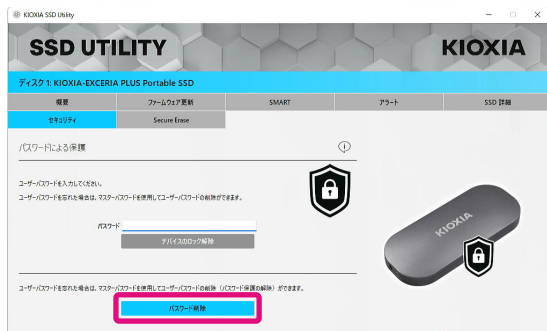 KIOXIA SSD Utility
SSD UTILITY
KIOXIA
ディスク 1: KIOXIA-EXCERIA PLUS Portable SSD
概要 ファームウェア更新 SMART アラート SSD 詳細
セキュリティ Secure Erase
パスワードによる保護
ユーザーパスワードを入力してください。
ユーザーパスワードを忘れた場合は、マスターパスワードを使用してユーザーパスワードの削除ができます。
パスワード
デバイスのロック解除
KIOXIA
ユーザーパスワードを忘れた場合は、マスターパスワードを使用してユーザーパスワードの削除（パスワード保護の解除）ができます。
パスワード削除